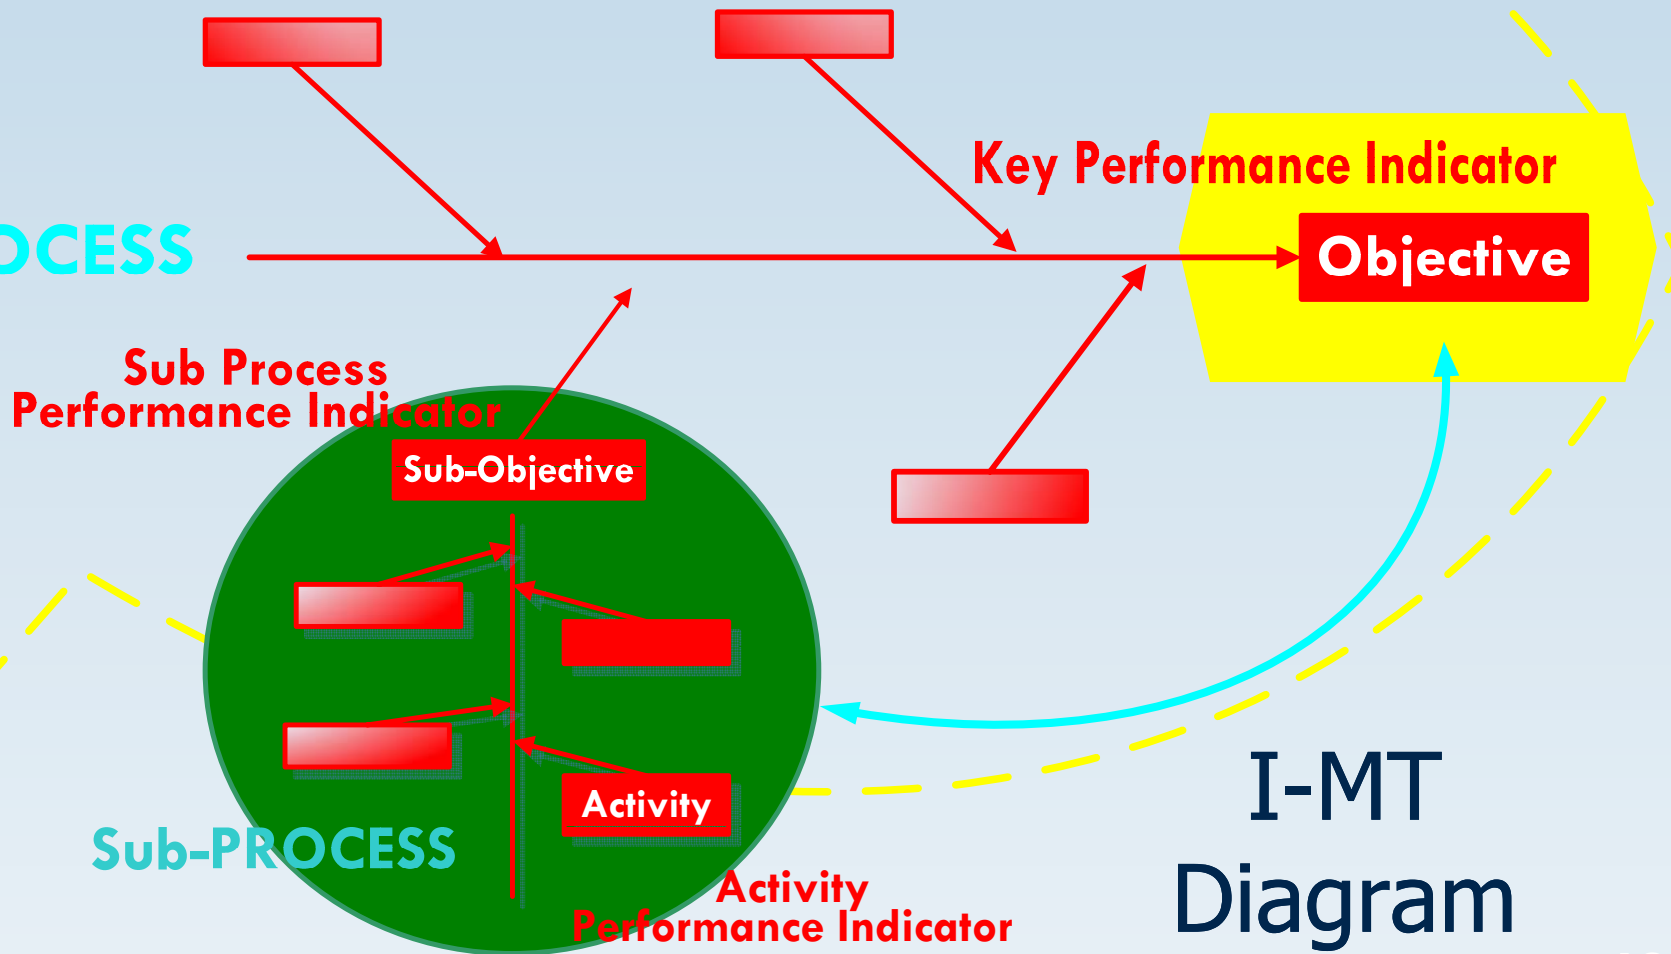 Key Performance Indicator
OCESS
Objective
Sub Process
Performance Indicator
Sub-Objective
Activity
Sub-PROCESS
Activity
Performance Indicator
I-MT
Diagram